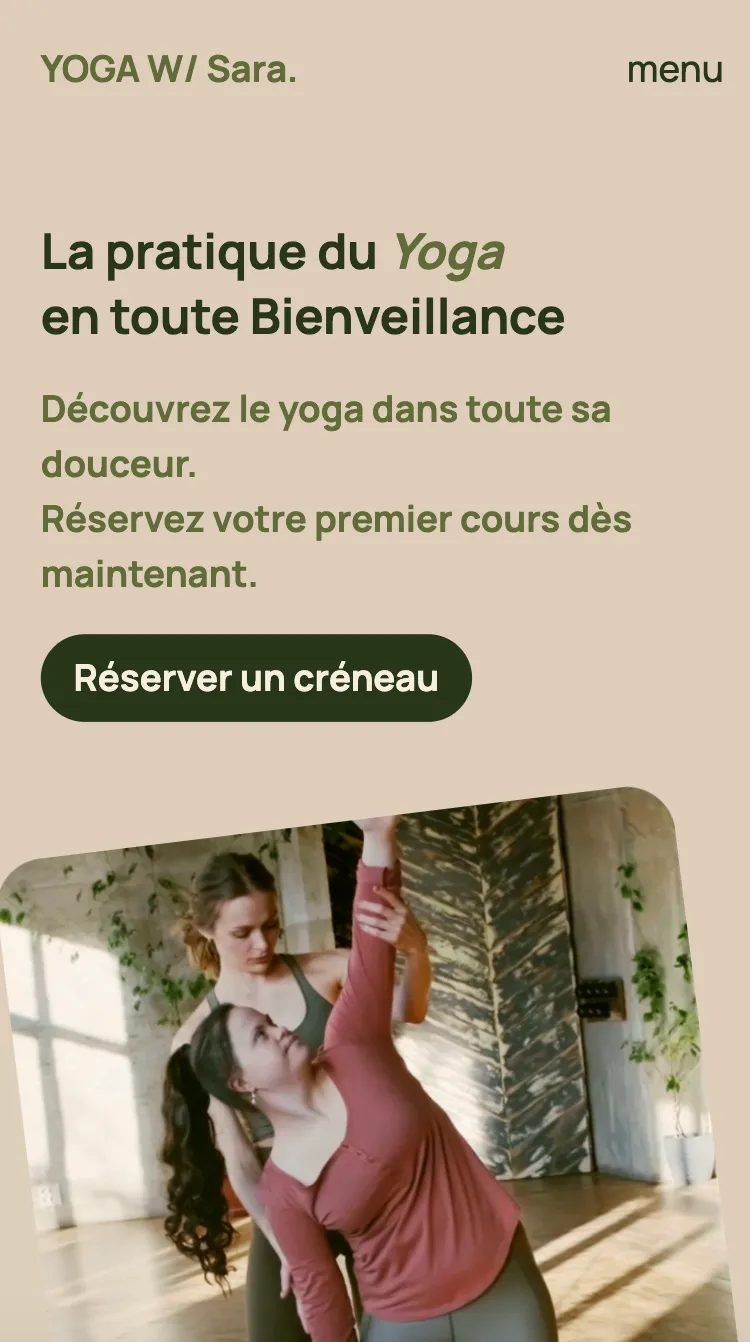 YOGA W/ Sara.
menu
La pratique du Yoga
en toute Bienveillance
Découvrez le yoga dans toute sa
douceur.
Réservez votre premier cours dès
maintenant.
Réserver un créneau